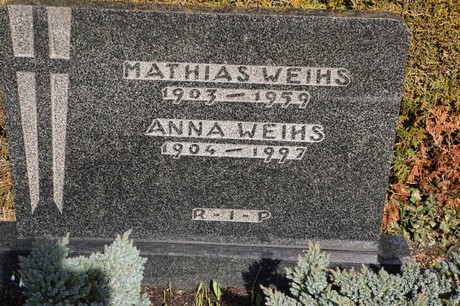 MATHIAS WEIHS
1903 — 1959
ANNA WEIHS
1904 — 1997
R-I-P